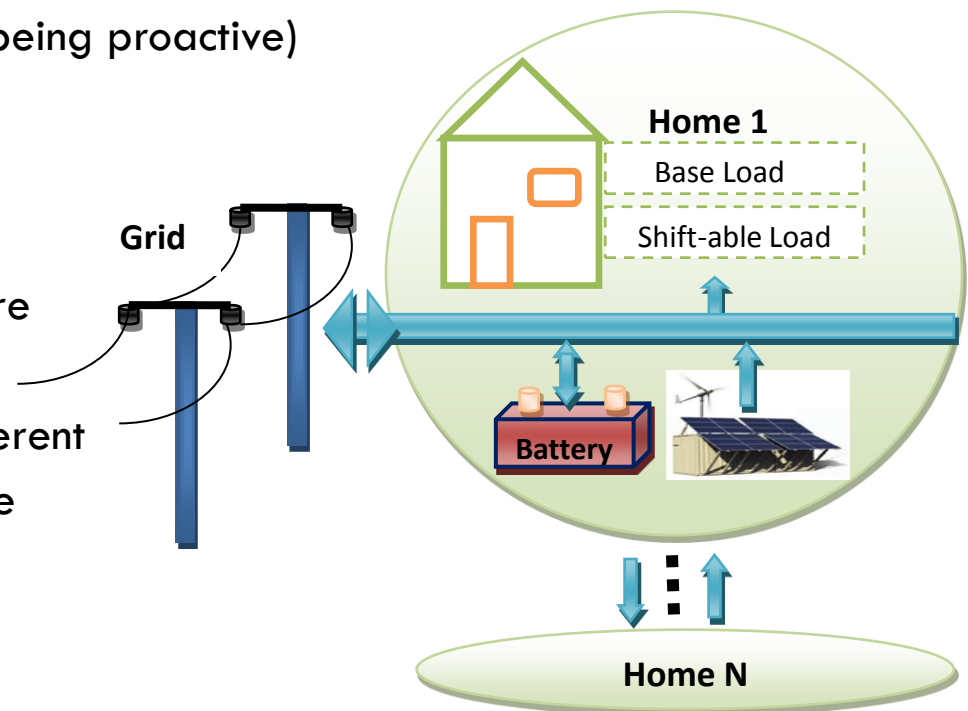 being proactive)
Home 1
Base Load
Shift-able Load
Grid
re
erent
e
Battery
Home N